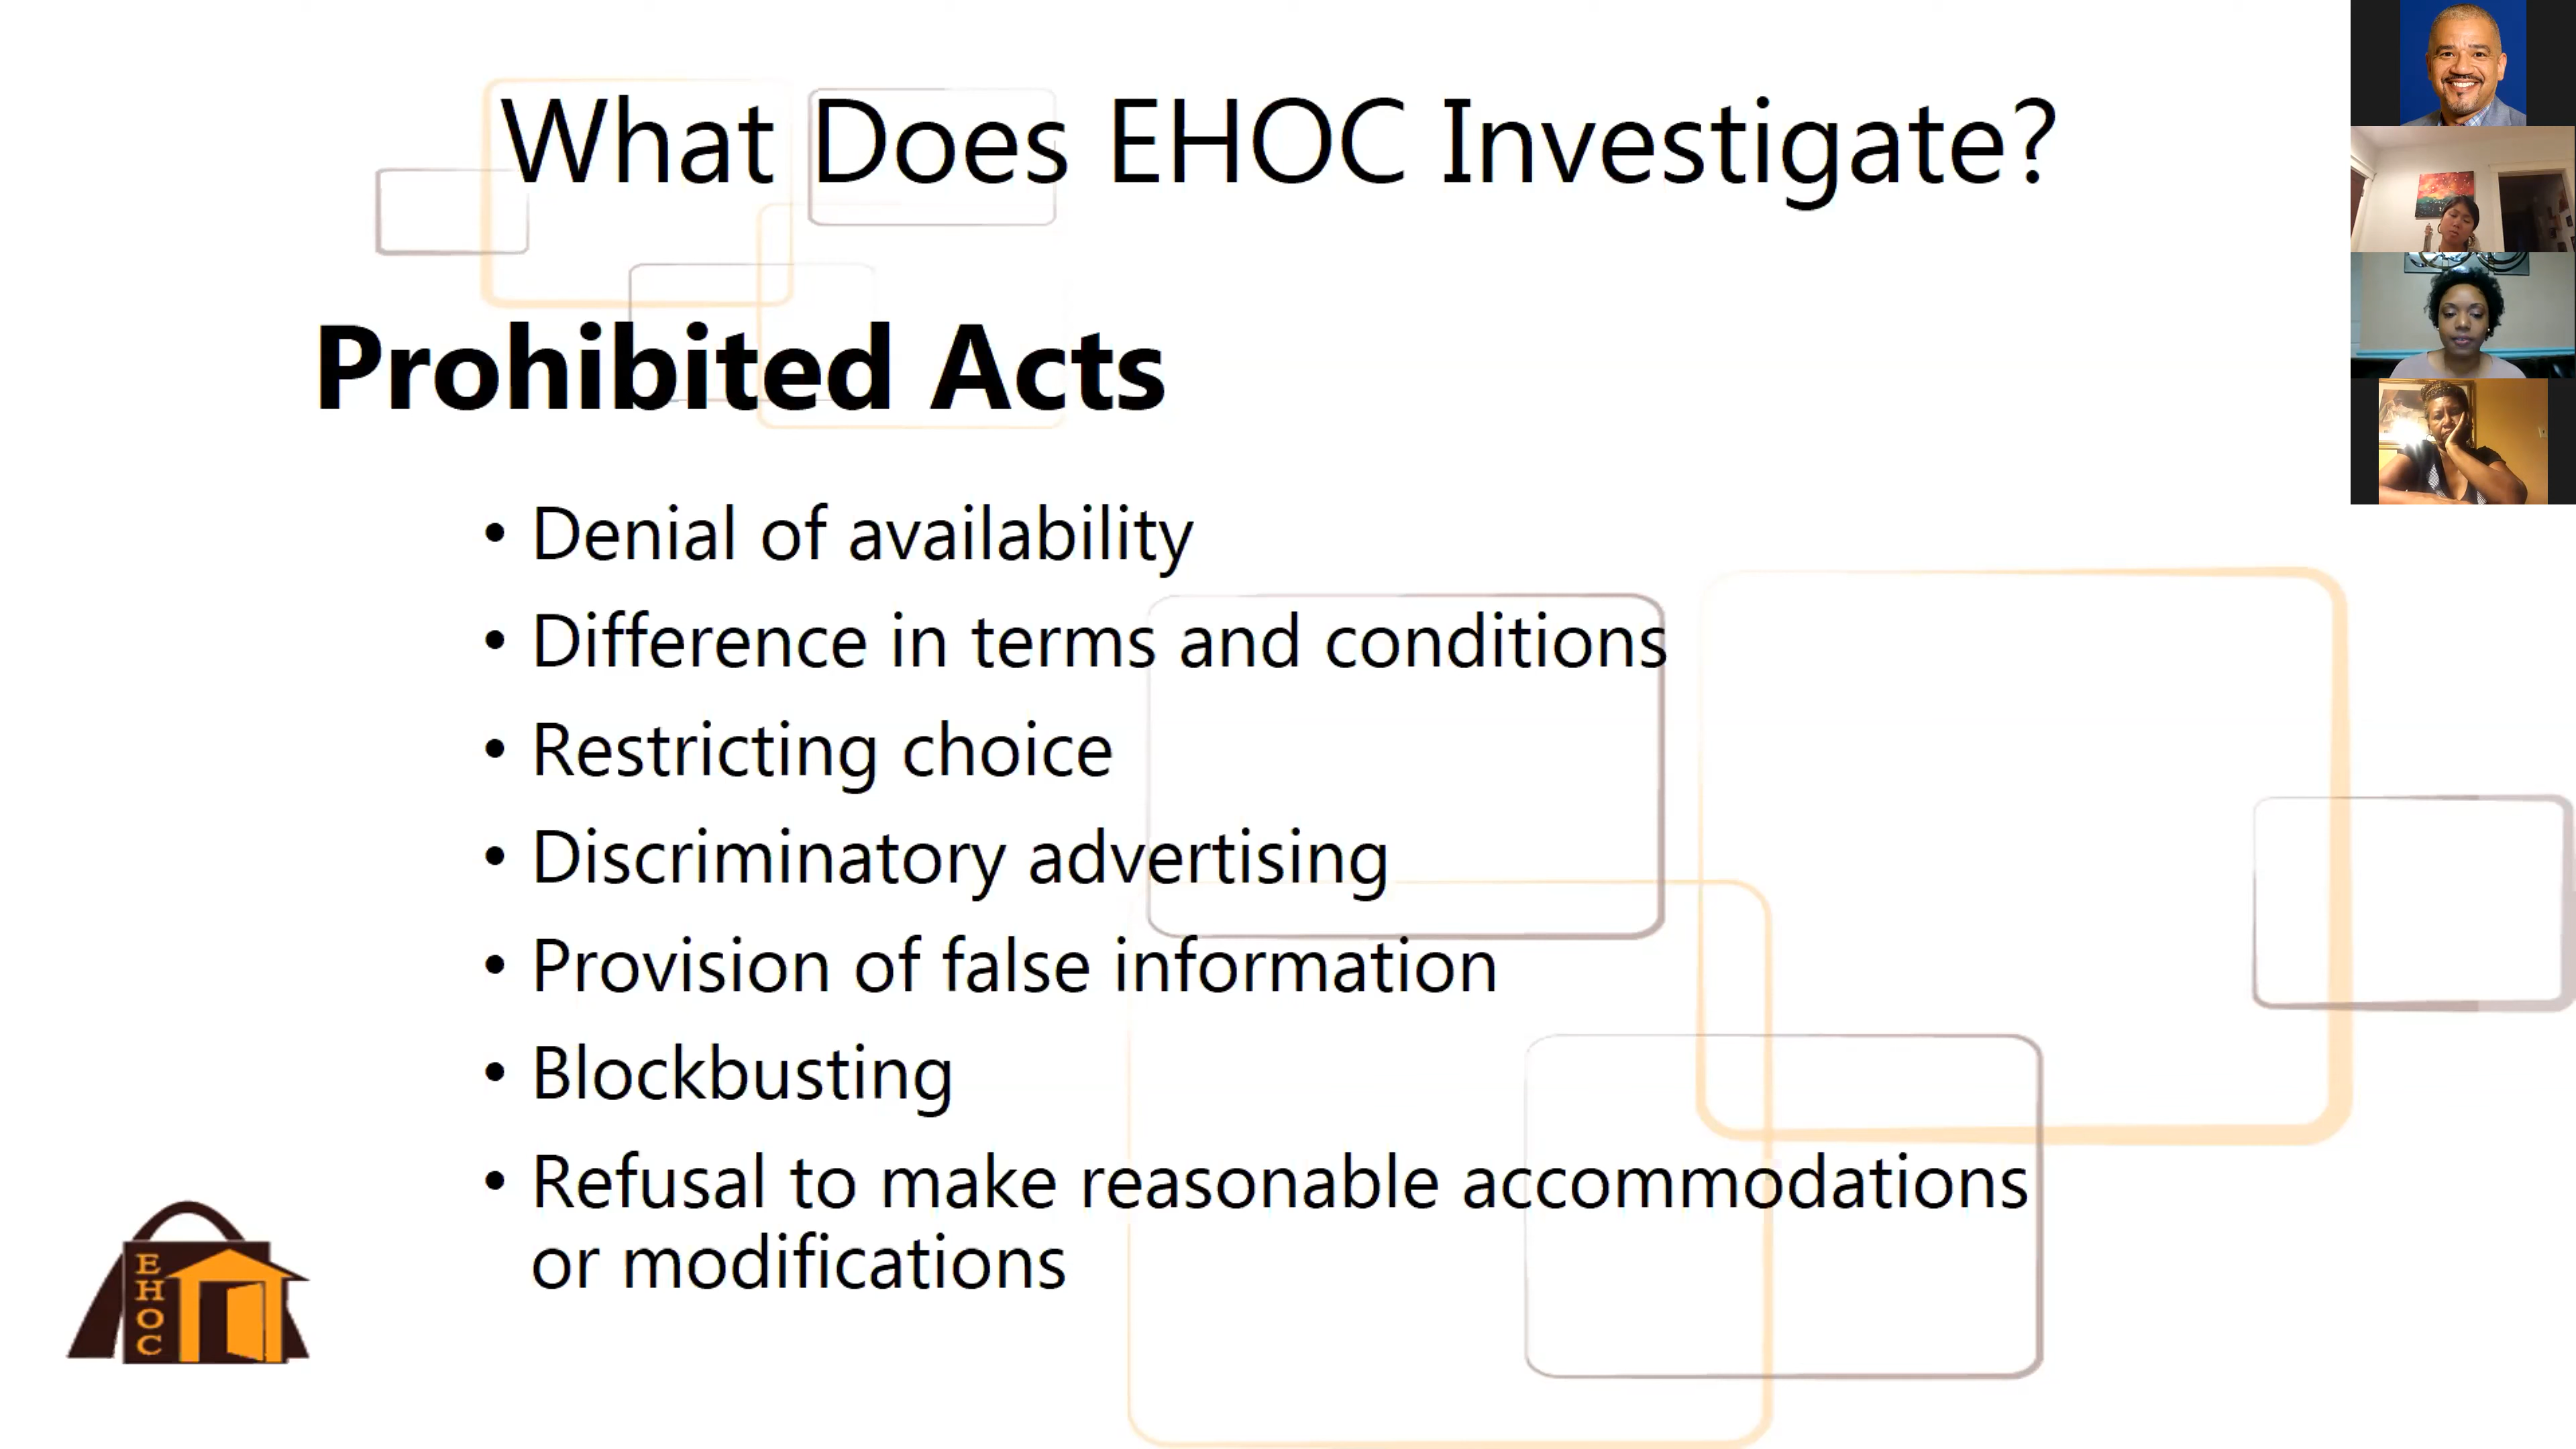 What Does EHOC Investigate?
Prohibited Acts
• Denial of availability
• Difference in terms and conditions
• Restricting choice
• Discriminatory advertising
• Provision of false information
• Blockbusting
• Refusal to make reasonable accommodations
or modifications
EHOC